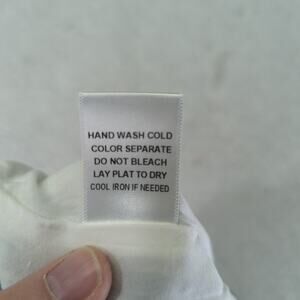 HAND WASH COLD
COLOR SEPARATE
DO NOT BLEACH
LAY PLAT TO DRY
COOL IRON IF NEEDED